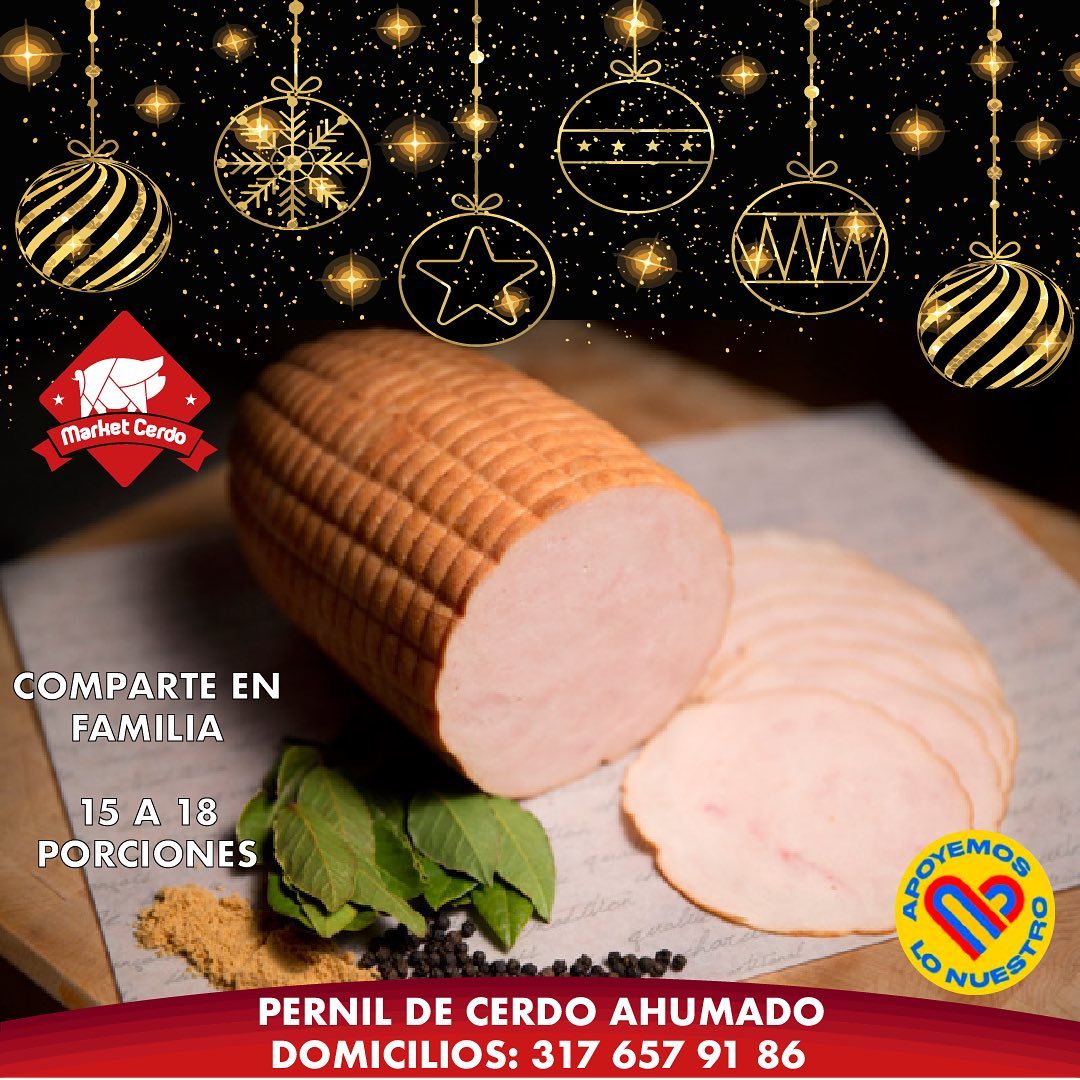 Market Cerdo
COMPARTE EN
FAMILIA
15 A 18
PORCIONES
APOYEMOS
LO NUESTRO
PERNIL DE CERDO AHUMADO
DOMICILIOS: 317 657 91 86